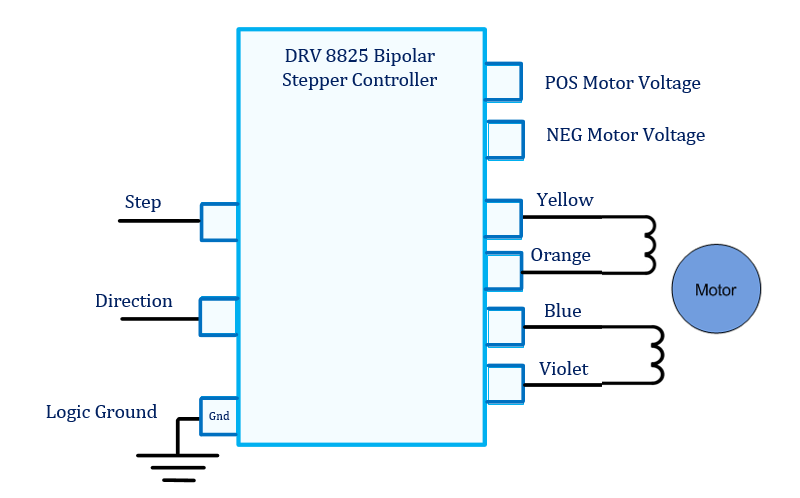 DRV 8825 Bipolar
Stepper Controller
POS Motor Voltage
NEG Motor Voltage
Step
Yellow
Orange
Direction
Blue
Violet
Motor
Logic Ground
Gnd